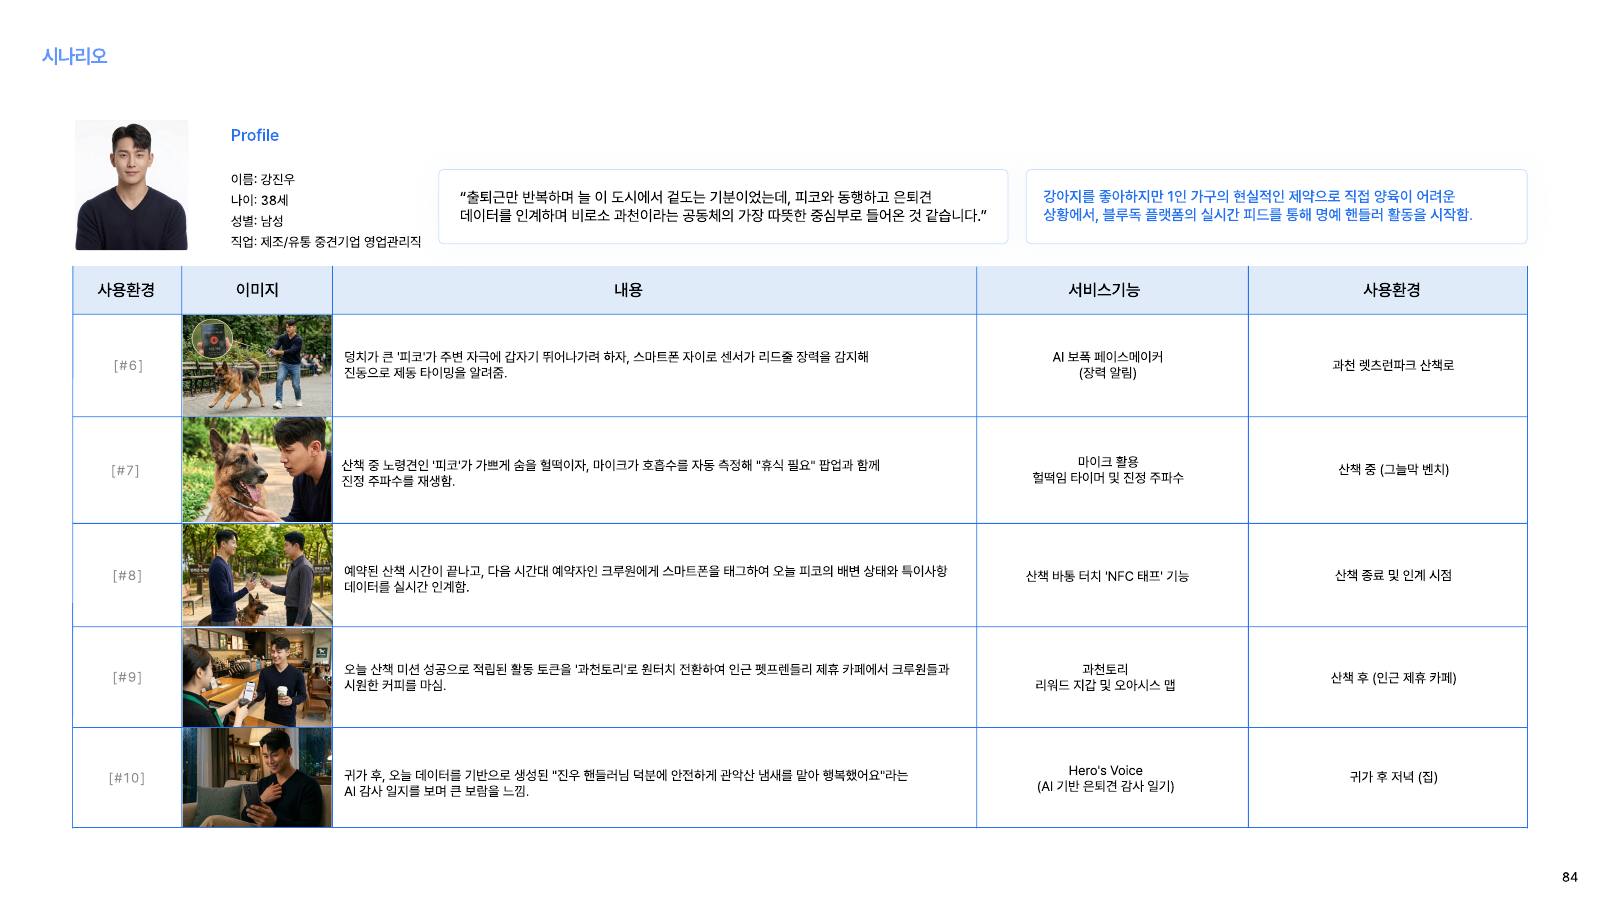 시나리오
Profile
이름: 강진우
나이: 38세
성별: 남성
직업: 제조/유통 중견기업 영업관리직
“출퇴근만 반복하며 늘 이 도시에서 겉도는 기분이었는데, 피코와 동행하고 은퇴견
데이터를 인계하며 비로소 과천이라는 공동체의 가장 따뜻한 중심부로 들어온 것 같습니다.”
강아지를 좋아하지만 1인 가구의 현실적인 제약으로 직접 양육이 어려운
상황에서, 블루독 플랫폼의 실시간 피드를 통해 명예 핸들러 활동을 시작함.
사용환경 이미지 내용 서비스기능 사용환경
[#6]
덩치가 큰 '피코'가 주변 자극에 갑자기 뛰어나가려 하자, 스마트폰 자이로 센서가 리드줄 장력을 감지해
진동으로 제동 타이밍을 알려줌.
AI 보폭 페이스메이커
(장력 알림)
과천 렛츠런파크 산책로
[#7]
산책 중 노령견인 '피코'가 가쁘게 숨을 헐떡이자, 마이크가 호흡수를 자동 측정해 "휴식 필요" 팝업과 함께
진정 주파수를 재생함.
마이크 활용
헐떡임 타이머 및 진정 주파수
산책 중 (그늘막 벤치)
[#8]
예약된 산책 시간이 끝나고, 다음 시간대 예약자인 크루원에게 스마트폰을 태그하여 오늘 피코의 배변 상태와 특이사항
데이터를 실시간 인계함.
산책 바통 터치 'NFC 태프' 기능
산책 종료 및 인계 시점
[#9]
오늘 산책 미션 성공으로 적립된 활동 토큰을 '과천토리'로 원터치 전환하여 인근 펫프렌들리 제휴 카페에서 크루원들과
시원한 커피를 마심.
과천토리
리워드 지갑 및 오아시스 맵
산책 후 (인근 제휴 카페)
[#10]
귀가 후, 오늘 데이터를 기반으로 생성된 "진우 핸들러님 덕분에 안전하게 관악산 냄새를 맡아 행복했어요"라는
AI 감사 일지를 보며 큰 보람을 느낌.
Hero's Voice
(AI 기반 은퇴견 감사 일기)
귀가 후 저녁 (집)
84